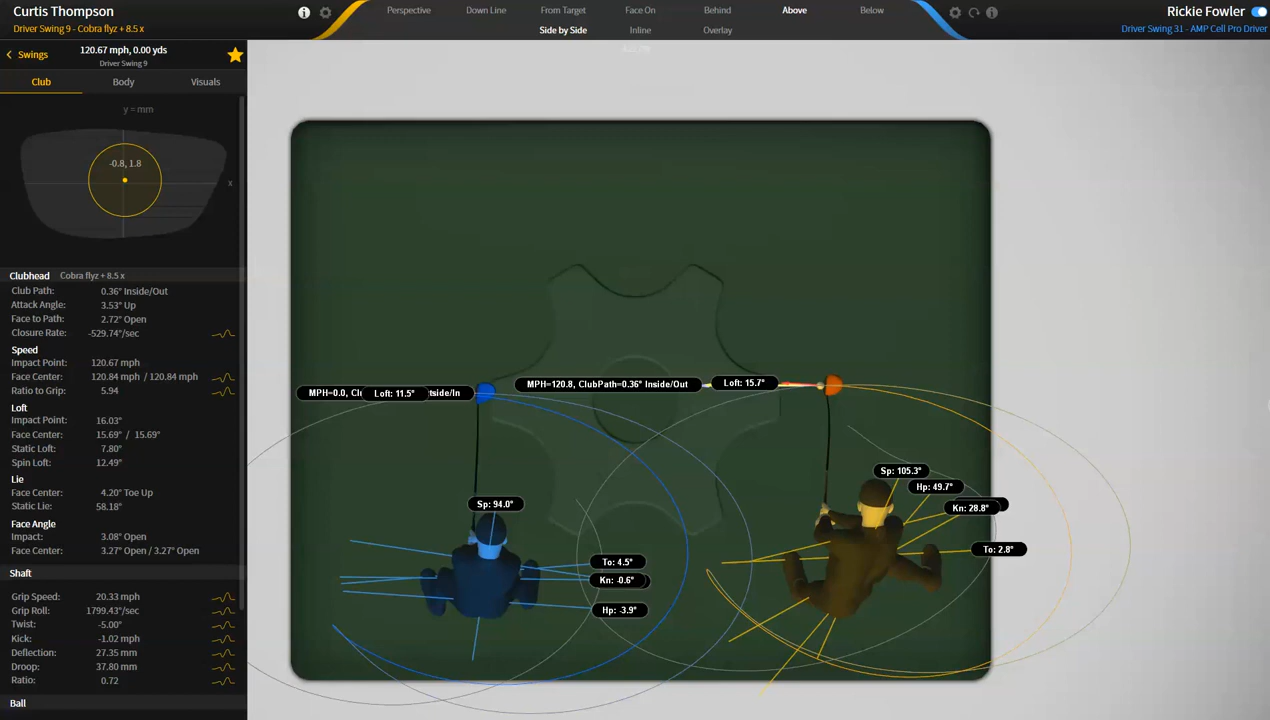 Curtis Thompson
Driver Swing 9 - Cobra flyz + 8.5 x
Perspective Down Line From Target Face On Behind Above Below
Side by Side Inline Overlay
Rickie Fowler
Driver Swing 31 - AMP Cell Pro Driver
Swings
120.67 mph, 0.00 yds
Driver Swing 9
Club Body Visuals
y = mm
-0.8, 1.8
x
Clubhead Cobra flyz + 8.5 x
Club Path: 0.36° Inside/Out
Attack Angle: 3.53° Up
Face to Path: 2.72° Open
Closure Rate: -529.74°/sec
Speed
Impact Point: 120.67 mph
Face Center: 120.84 mph / 120.84 mph
Ratio to Grip: 5.94
Loft
Impact Point: 16.03°
Face Center: 15.69° / 15.69°
Static Loft: 7.80°
Spin Loft: 12.49°
Lie
Face Center: 4.20° Toe Up
Static Lie: 58.18°
Face Angle
Impact: 3.08° Open
Face Center: 3.27° Open / 3.27° Open
Shaft
Grip Speed: 20.33 mph
Grip Roll: 1799.43°/sec
Twist: -5.00°
Kick: -1.02 mph
Deflection: 27.35 mm
Droop: 37.80 mm
Ratio: 0.72
Ball
MPH=0.0, Clu
Loft: 11.5°
tside/In
MPH=120.8, ClubPath=0.36° Inside/Out
Loft: 15.7°
Sp: 94.0°
To: 4.5°
Kn: -0.6°
Hp: -3.9°
Sp: 105.3°
Hp: 49.7°
Kn: 28.8°
To: 2.8°